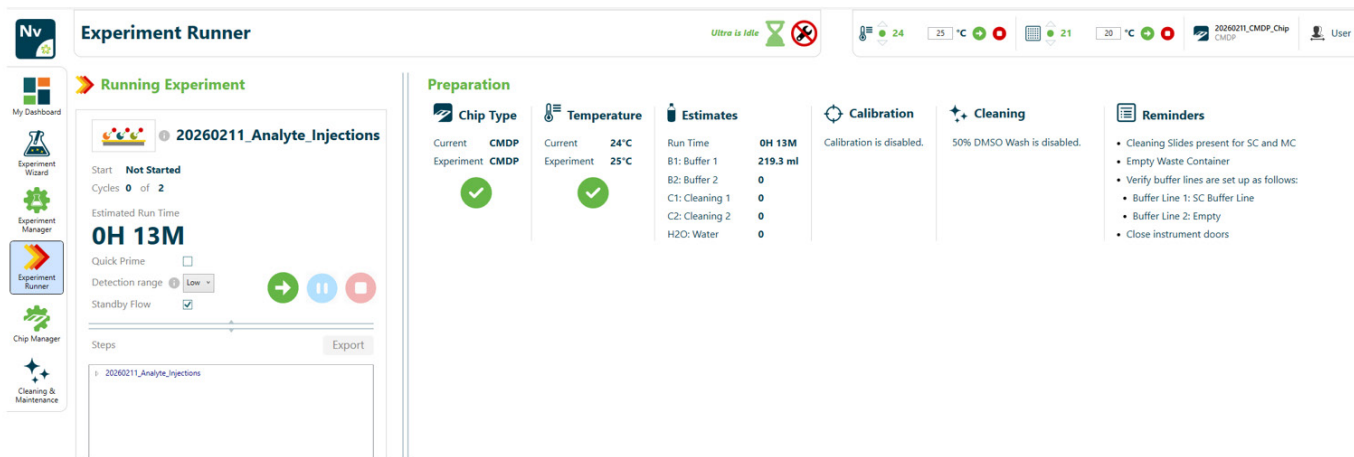 Nv
Experiment Runner
Ultra is Idle
24
25 °C
21
20 °C
20260211_CMDP_Chip
CMDP
User
My Dashboard
Experiment
Wizard
Experiment
Manager
Experiment
Runner
Chip Manager
Cleaning &
Maintenance
Running Experiment
20260211_Analyte_Injections
Start Not Started
Cycles 0 of 2
Estimated Run Time
0H 13M
Quick Prime
Detection range Low
Standby Flow
Steps Export
20260211_Analyte_Injections
Preparation
Chip Type
Current CMDP
Experiment CMDP
Temperature
Current 24°C
Experiment 25°C
Estimates
Run Time 0H 13M
B1: Buffer 1 219.3 ml
B2: Buffer 2 0
C1: Cleaning 1 0
C2: Cleaning 2 0
H2O: Water 0
Calibration
Calibration is disabled.
Cleaning
50% DMSO Wash is disabled.
Reminders
• Cleaning Slides present for SC and MC
• Empty Waste Container
• Verify buffer lines are set up as follows:
• Buffer Line 1: SC Buffer Line
• Buffer Line 2: Empty
• Close instrument doors